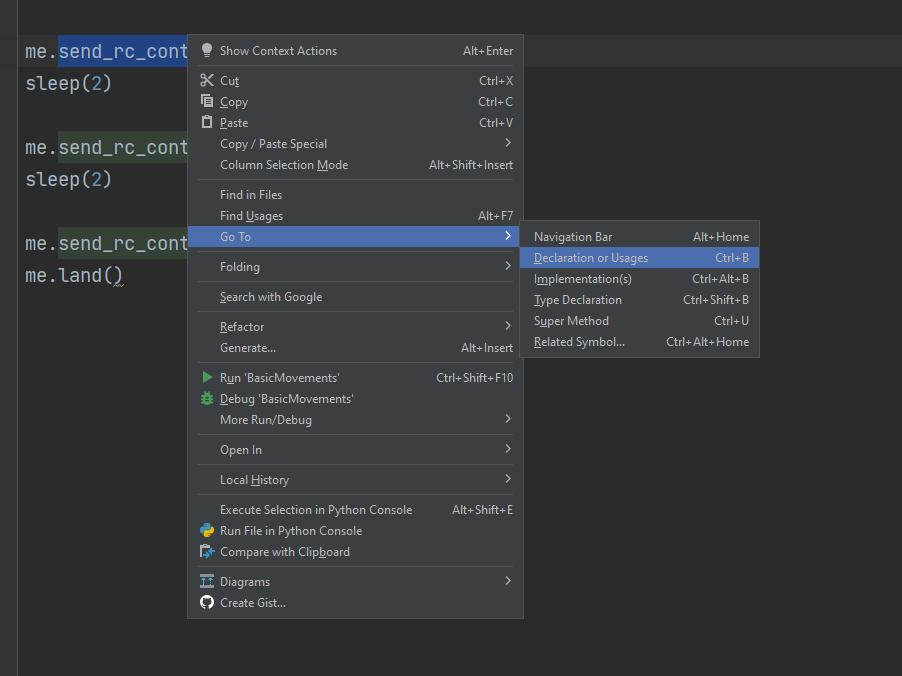 me.send_rc_cont
sleep(2)
me.send_rc_cont
sleep(2)
me.send_rc_cont
me.land()
Show Context Actions Alt+Enter
Cut Ctrl+X
Copy Ctrl+C
Paste Ctrl+V
Copy / Paste Special
Column Selection Mode Alt+Shift+Insert
Find in Files
Find Usages Alt+F7
Go To
Folding
Search with Google
Refactor
Generate... Alt+Insert
Run 'BasicMovements' Ctrl+Shift+F10
Debug 'BasicMovements'
More Run/Debug
Open In
Local History
Execute Selection in Python Console Alt+Shift+E
Run File in Python Console
Compare with Clipboard
Diagrams
Create Gist...
Navigation Bar Alt+Home
Declaration or Usages Ctrl+B
Implementation(s) Ctrl+Alt+B
Type Declaration Ctrl+Shift+B
Super Method Ctrl+U
Related Symbol... Ctrl+Alt+Home